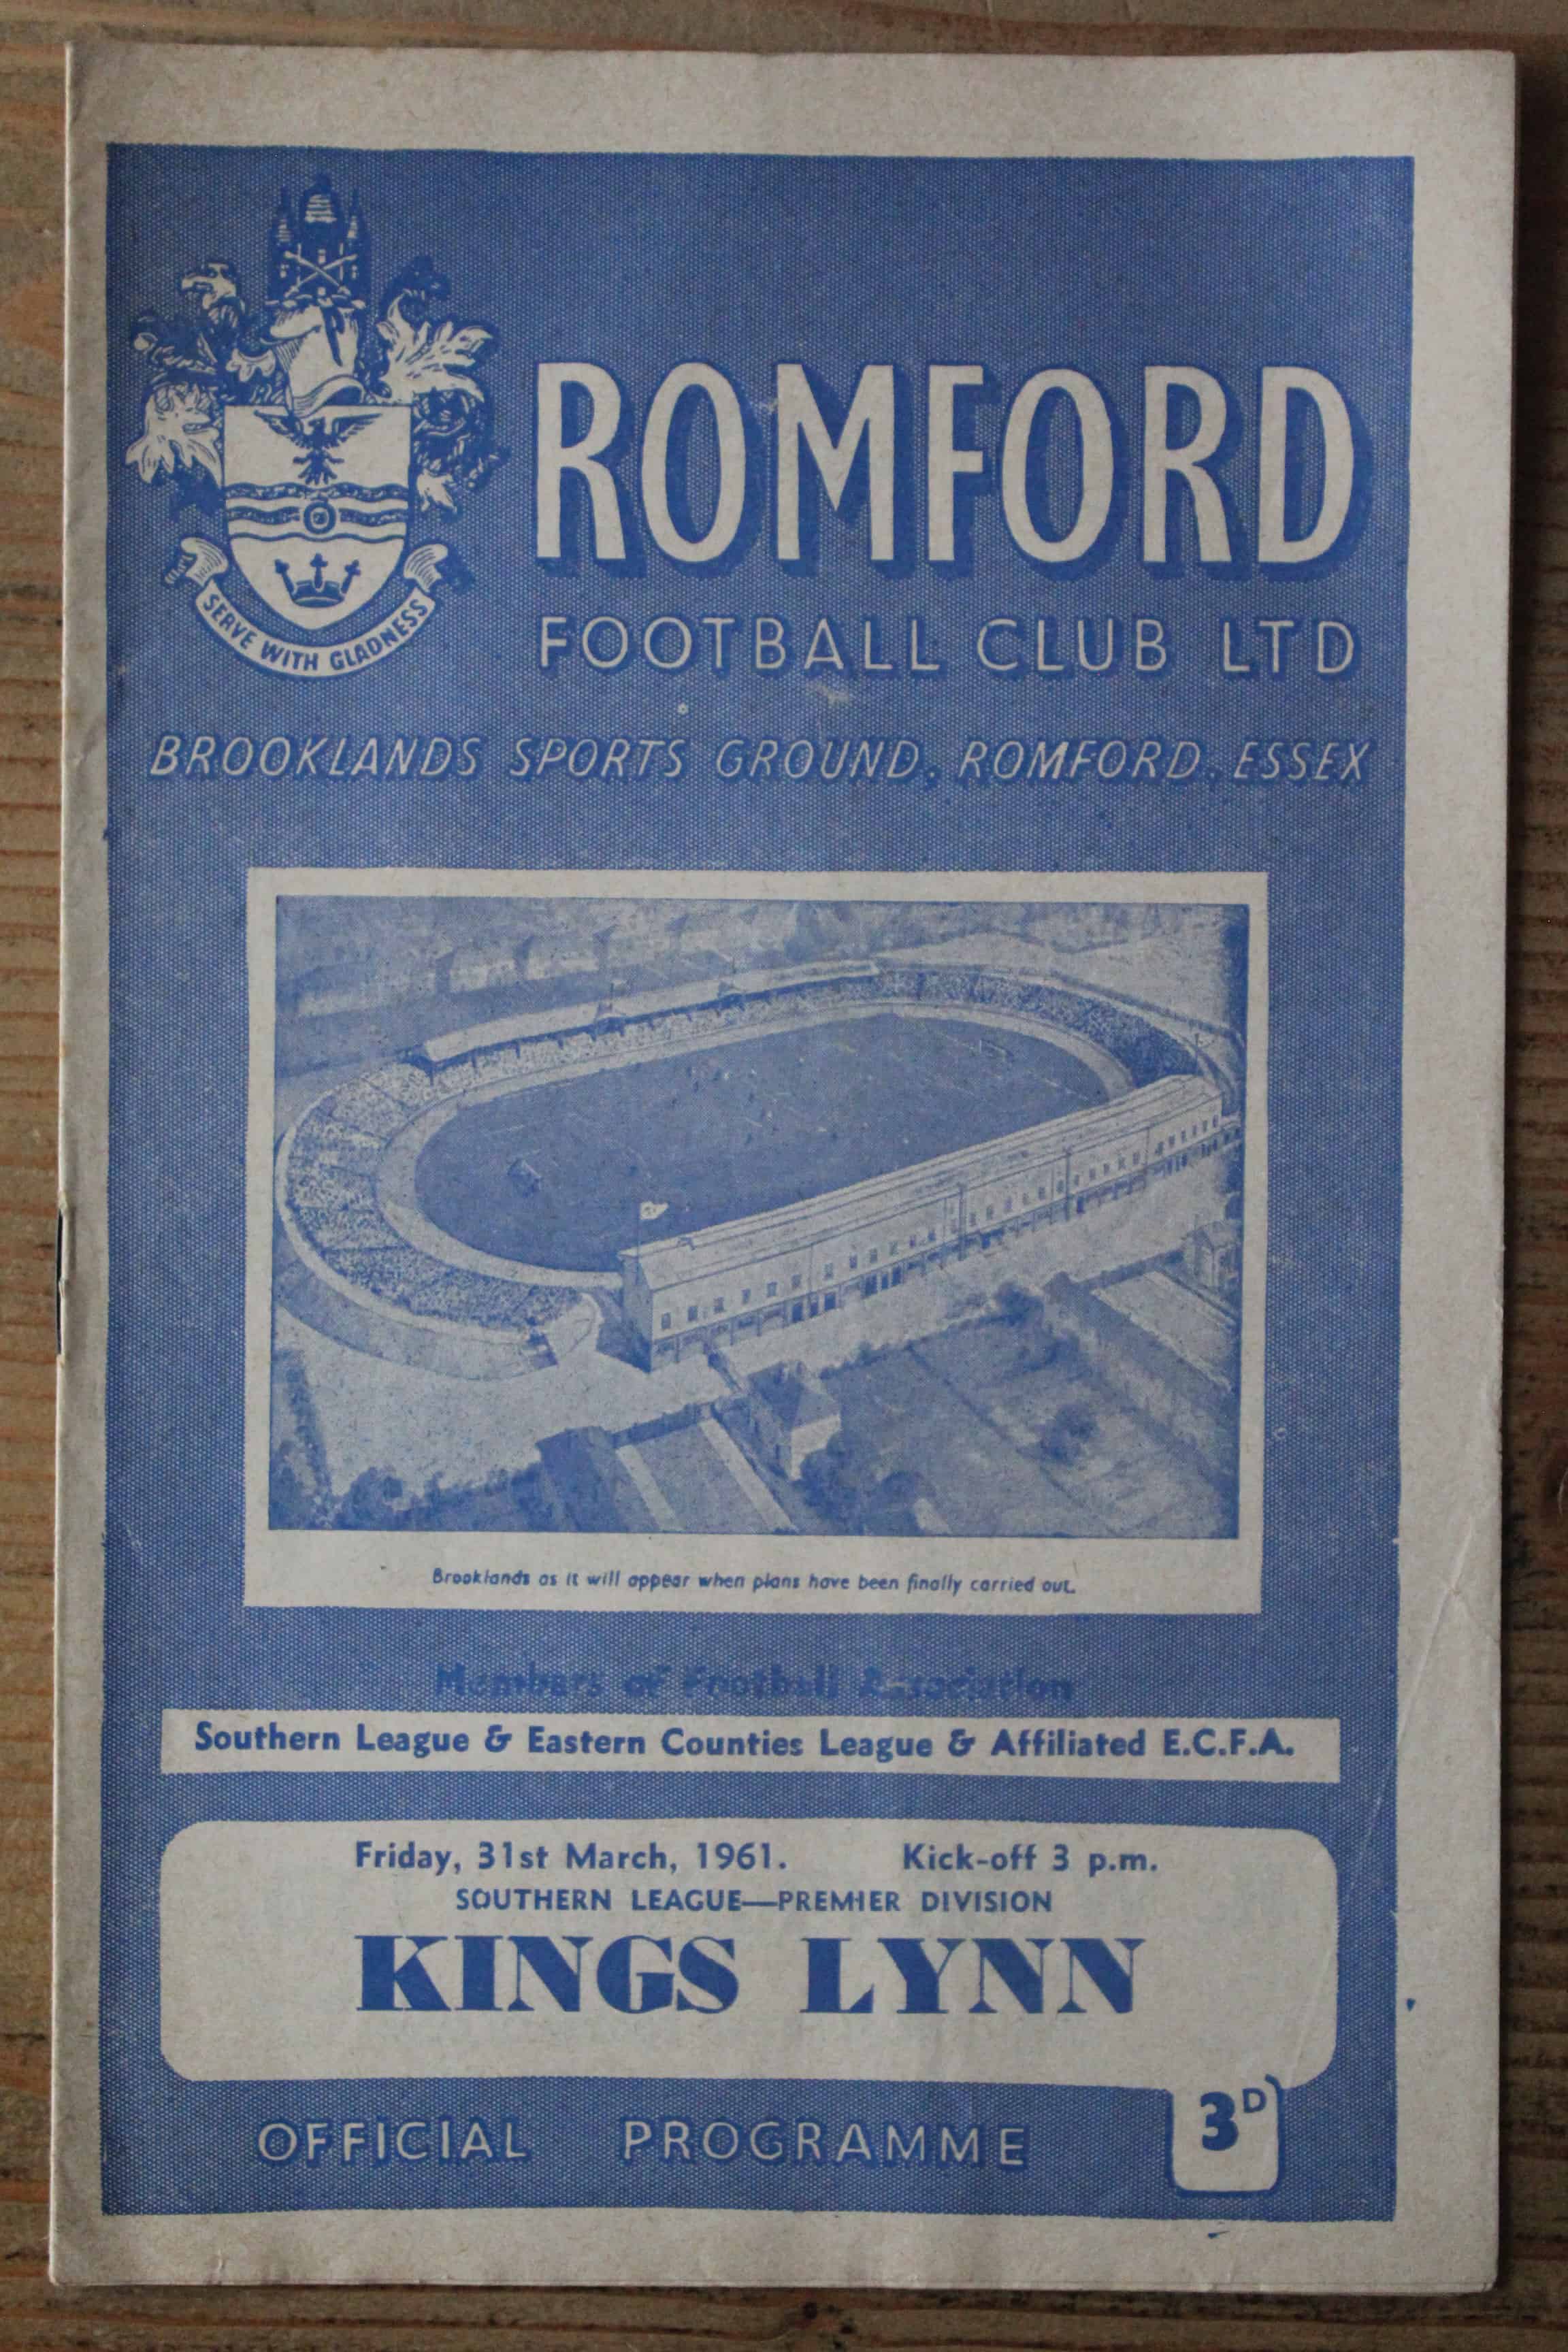 ROMFORD
FOOTBALL CLUB LTD
SERVE WITH GLADNESS
BROOKLANDS SPORTS GROUND, ROMFORD, ESSEX
Brooklands as it will appear when plans have been finally carried out.
Members of Football Association
Southern League & Eastern Counties League & Affiliated E.C.F.A.
Friday, 31st March, 1961. Kick-off 3 p.m.
SOUTHERN LEAGUE—PREMIER DIVISION
KINGS LYNN
OFFICIAL PROGRAMME
3D